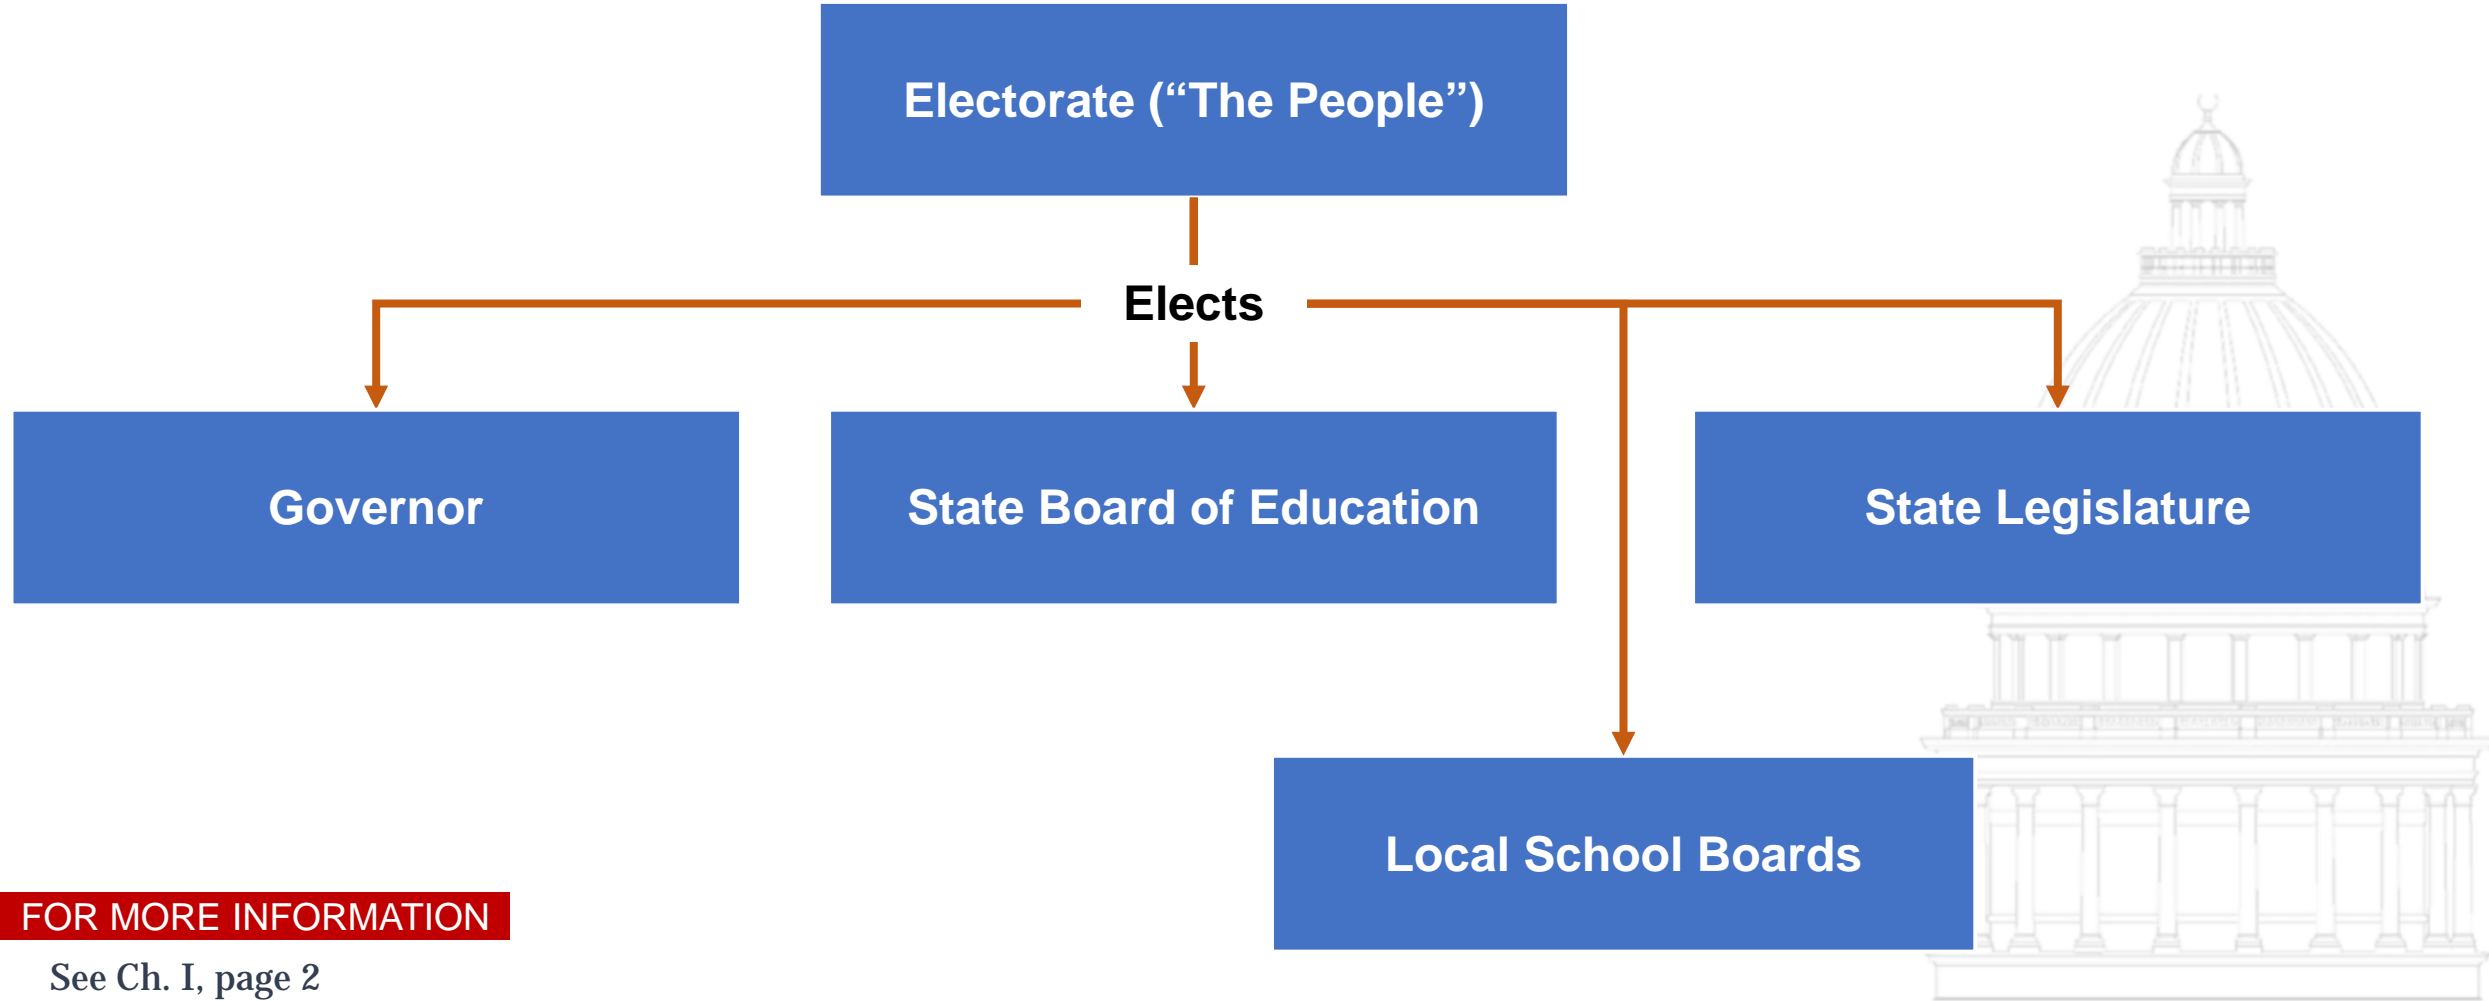 Electorate (“The People”)
Elects
Governor
State Board of Education
State Legislature
Local School Boards
FOR MORE INFORMATION
See Ch. I, page 2